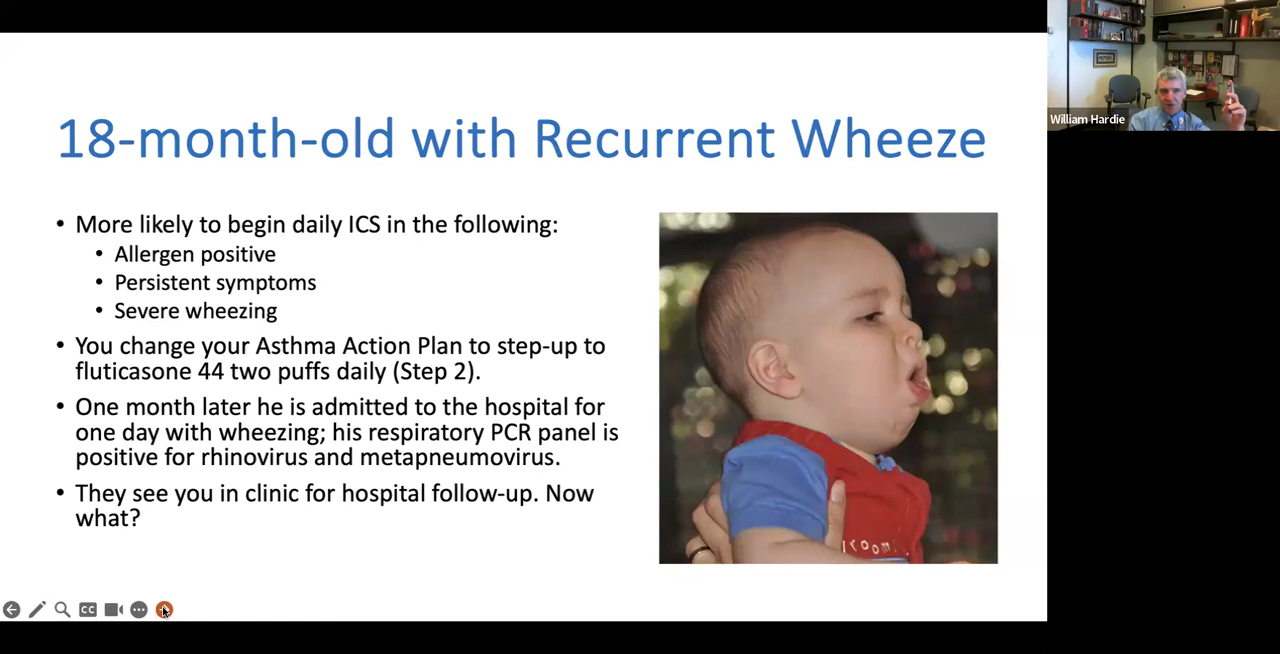 18-month-old with Recurrent Wheeze
• More likely to begin daily ICS in the following:
• Allergen positive
• Persistent symptoms
• Severe wheezing
• You change your Asthma Action Plan to step-up to
fluticasone 44 two puffs daily (Step 2).
• One month later he is admitted to the hospital for
one day with wheezing; his respiratory PCR panel is
positive for rhinovirus and metapneumovirus.
• They see you in clinic for hospital follow-up. Now
what?
room
CC
William Hardie